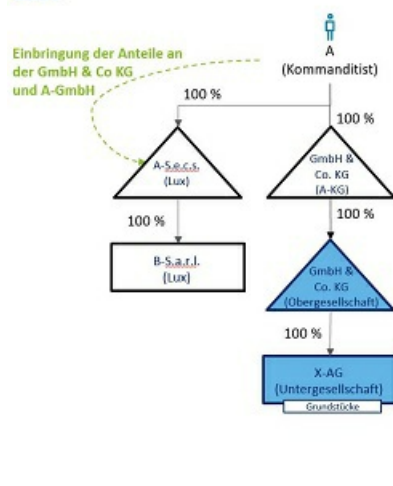 Einbringung der Anteile an
der GmbH & Co KG
und A-GmbH
A
(Kommanditist)
100 %
100 %
A-S.e.c.s.
(Lux)
GmbH &
Co. KG
(A-KG)
100 %
100 %
B-S.a.r.l.
(Lux)
GmbH &
Co. KG
(Obergesellschaft)
100 %
X-AG
(Untergesellschaft)
Grundstücke